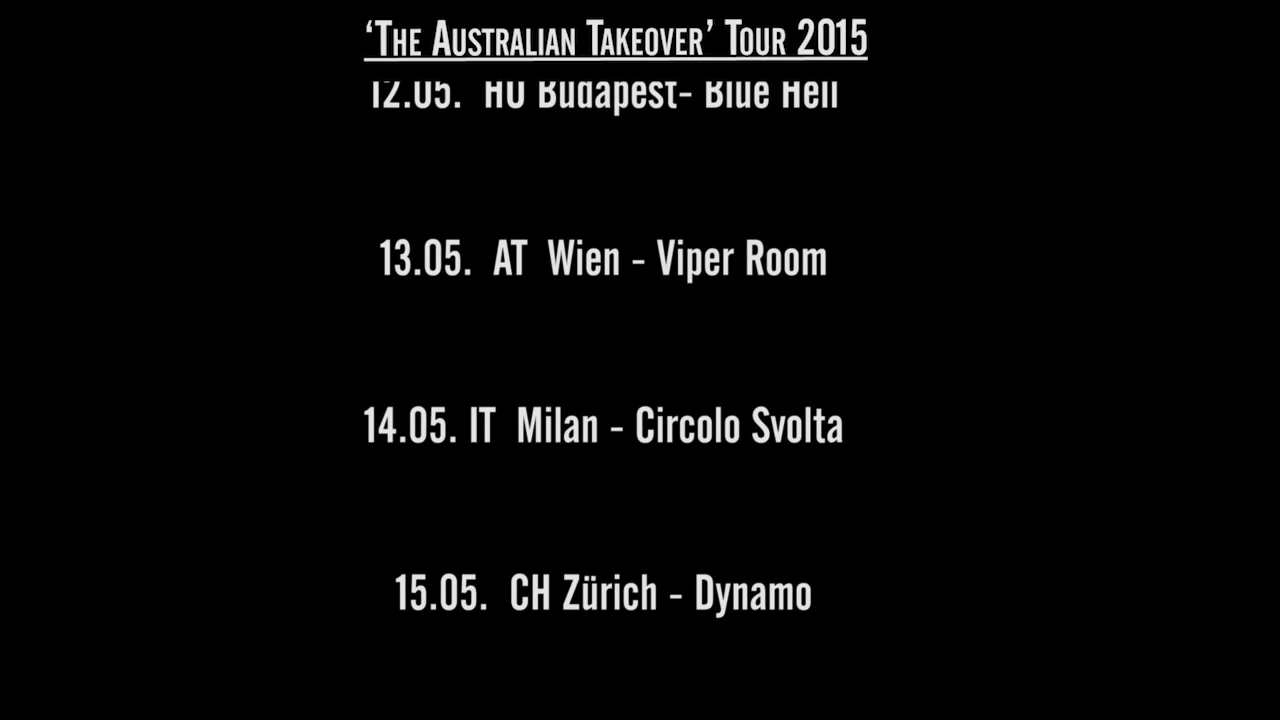 ‘The Australian Takeover’ Tour 2015
12.05.  HU Budapest- Blue Hell
13.05.  AT  Wien - Viper Room
14.05. IT  Milan - Circolo Svolta
15.05.  CH Zürich - Dynamo